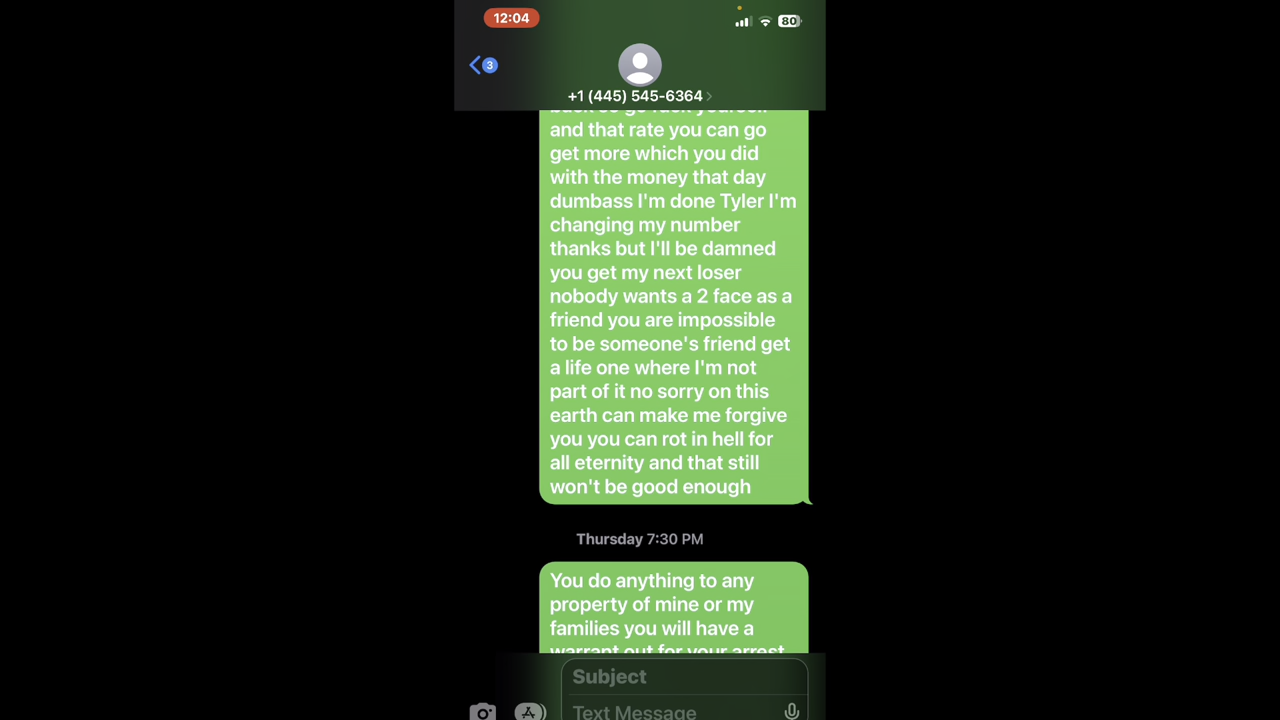 12:04
80
3
+1 (445) 545-6364
and that rate you can go
get more which you did
with the money that day
dumbass I'm done Tyler I'm
changing my number
thanks but I'll be damned
you get my next loser
nobody wants a 2 face as a
friend you are impossible
to be someone's friend get
a life one where I'm not
part of it no sorry on this
earth can make me forgive
you you can rot in hell for
all eternity and that still
won't be good enough
Thursday 7:30 PM
You do anything to any
property of mine or my
families you will have a
warrant out for your arrest
Subject
Text Message